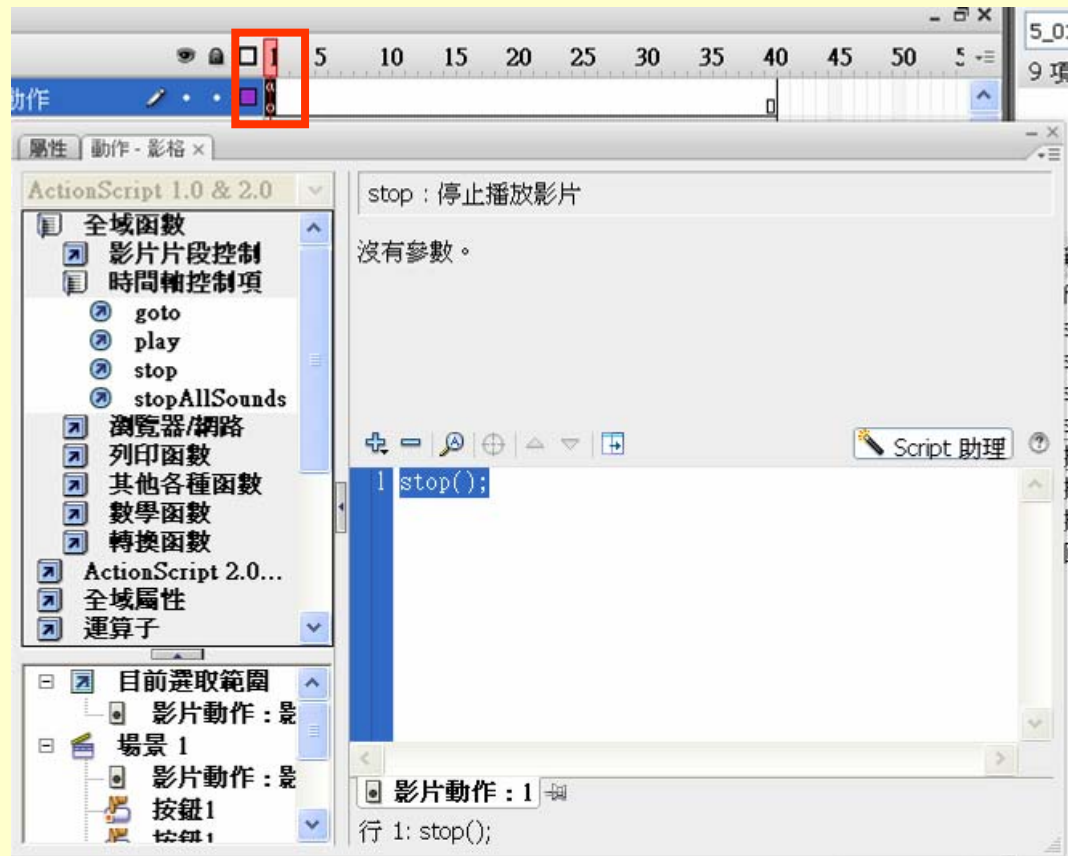 5_0
1 5 10 15 20 25 30 35 40 45 50 5
9 項
動作
屬性 動作 - 影格 ×
ActionScript 1.0 & 2.0
stop : 停止播放影片
全域函數
影片片段控制
沒有參數。
時間軸控制項
goto
play
stop
stopAllSounds
瀏覽器/網路
列印函數
Script 助理
其他各種函數
1 stop();
數學函數
轉換函數
ActionScript 2.0...
全域屬性
運算子
目前選取範圍
影片動作 : 影
場景 1
影片動作 : 影
按鈕1
按鈕1
影片動作 : 1
行 1: stop();